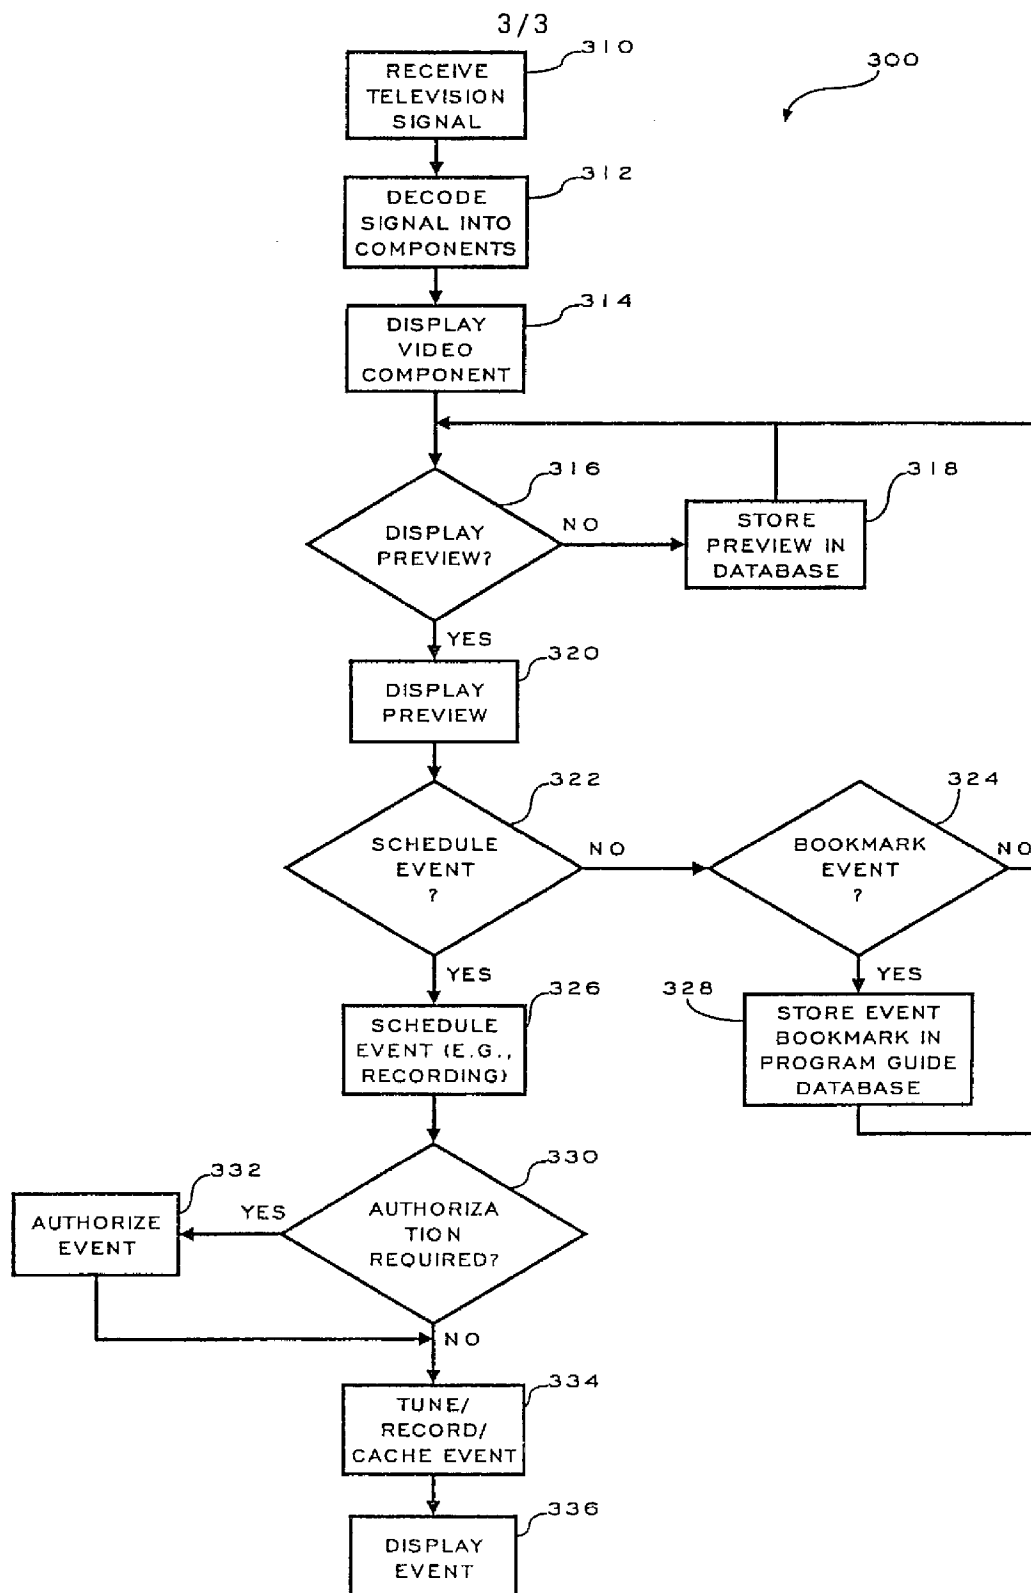 3/3
310
RECEIVE
TELEVISION
SIGNAL
300
312
DECODE
SIGNAL INTO
COMPONENTS
314
DISPLAY
VIDEO
COMPONENT
316
DISPLAY
PREVIEW?
NO
318
STORE
PREVIEW IN
DATABASE
YES
320
DISPLAY
PREVIEW
322
SCHEDULE
EVENT
?
NO
324
BOOKMARK
EVENT
?
NO
YES
326
SCHEDULE
EVENT (E.G.,
RECORDING)
YES
328
STORE EVENT
BOOKMARK IN
PROGRAM GUIDE
DATABASE
330
AUTHORIZA
TION
REQUIRED?
YES
332
AUTHORIZE
EVENT
NO
334
TUNE/
RECORD/
CACHE EVENT
336
DISPLAY
EVENT